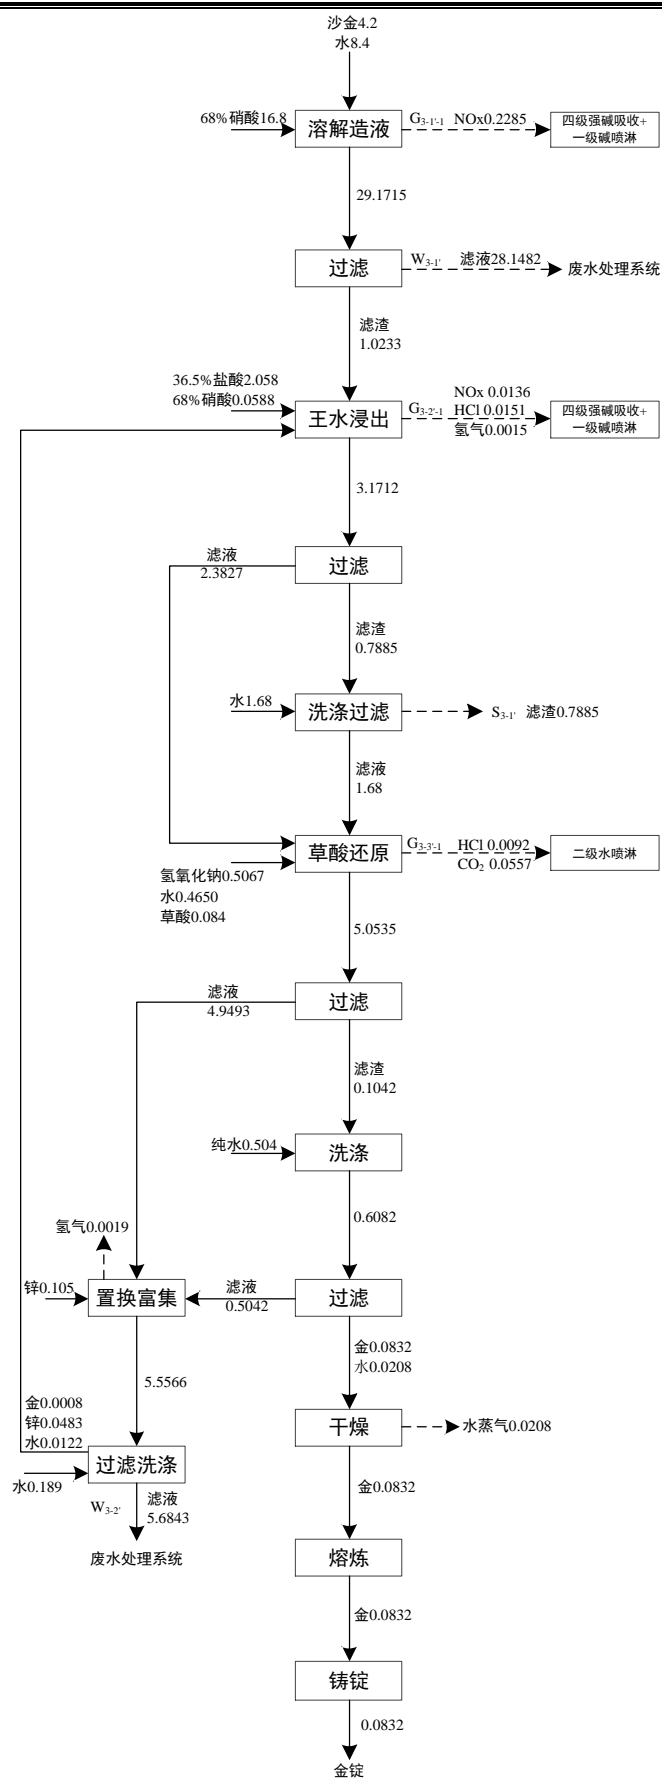 沙金4.2
水8.4
68%硝酸16.8
溶解造液
G3-1'-1 NOx0.2285
四级强碱吸收+
一级碱喷淋
29.1715
过滤
W3-1' 滤液28.1482
废水处理系统
滤渣
1.0233
36.5%盐酸2.058
68%硝酸0.0588
王水浸出
G3-2'-1
NOx 0.0136
HCl 0.0151
氢气0.0015
四级强碱吸收+
一级碱喷淋
3.1712
滤液
2.3827
过滤
滤渣
0.7885
水1.68
洗涤过滤
S3-1' 滤渣0.7885
滤液
1.68
草酸还原
G3-3'-1
HCl 0.0092
CO2 0.0557
二级水喷淋
氢氧化钠0.5067
水0.4650
草酸0.084
5.0535
滤液
4.9493
过滤
滤渣
0.1042
纯水0.504
洗涤
0.6082
氢气0.0019
锌0.105
置换富集
滤液
0.5042
过滤
金0.0832
水0.0208
5.5566
金0.0008
锌0.0483
水0.0122
干燥
水蒸气0.0208
过滤洗涤
水0.189
金0.0832
W3-2'
滤液
5.6843
废水处理系统
熔炼
金0.0832
铸锭
0.0832
金锭